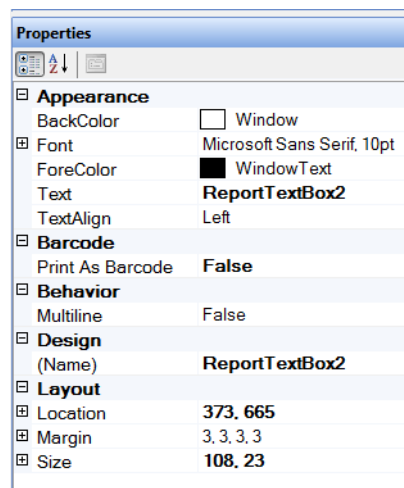 Properties
Appearance
BackColor Window
Font Microsoft Sans Serif, 10pt
ForeColor WindowText
Text ReportTextBox2
TextAlign Left
Barcode
Print As Barcode False
Behavior
Multiline False
Design
(Name) ReportTextBox2
Layout
Location 373, 665
Margin 3, 3, 3, 3
Size 108, 23